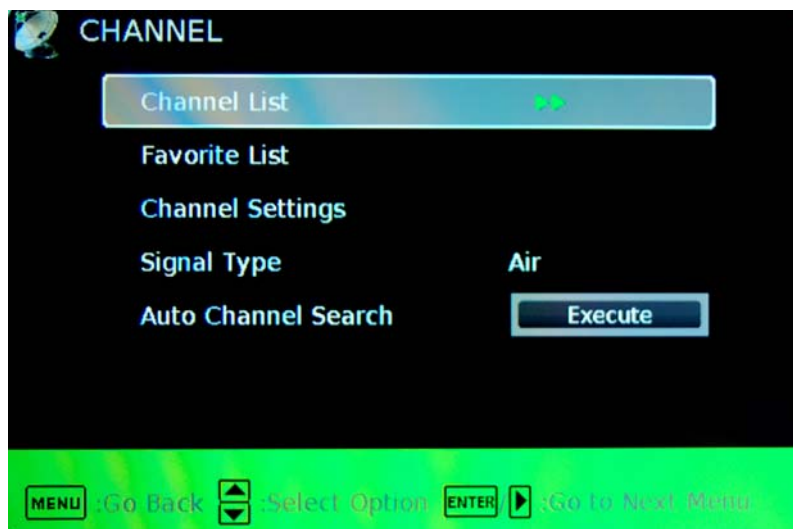 CHANNEL
Channel List
Favorite List
Channel Settings
Signal Type Air
Auto Channel Search Execute
MENU :Go Back :Select Option ENTER / :Go to Next Menu